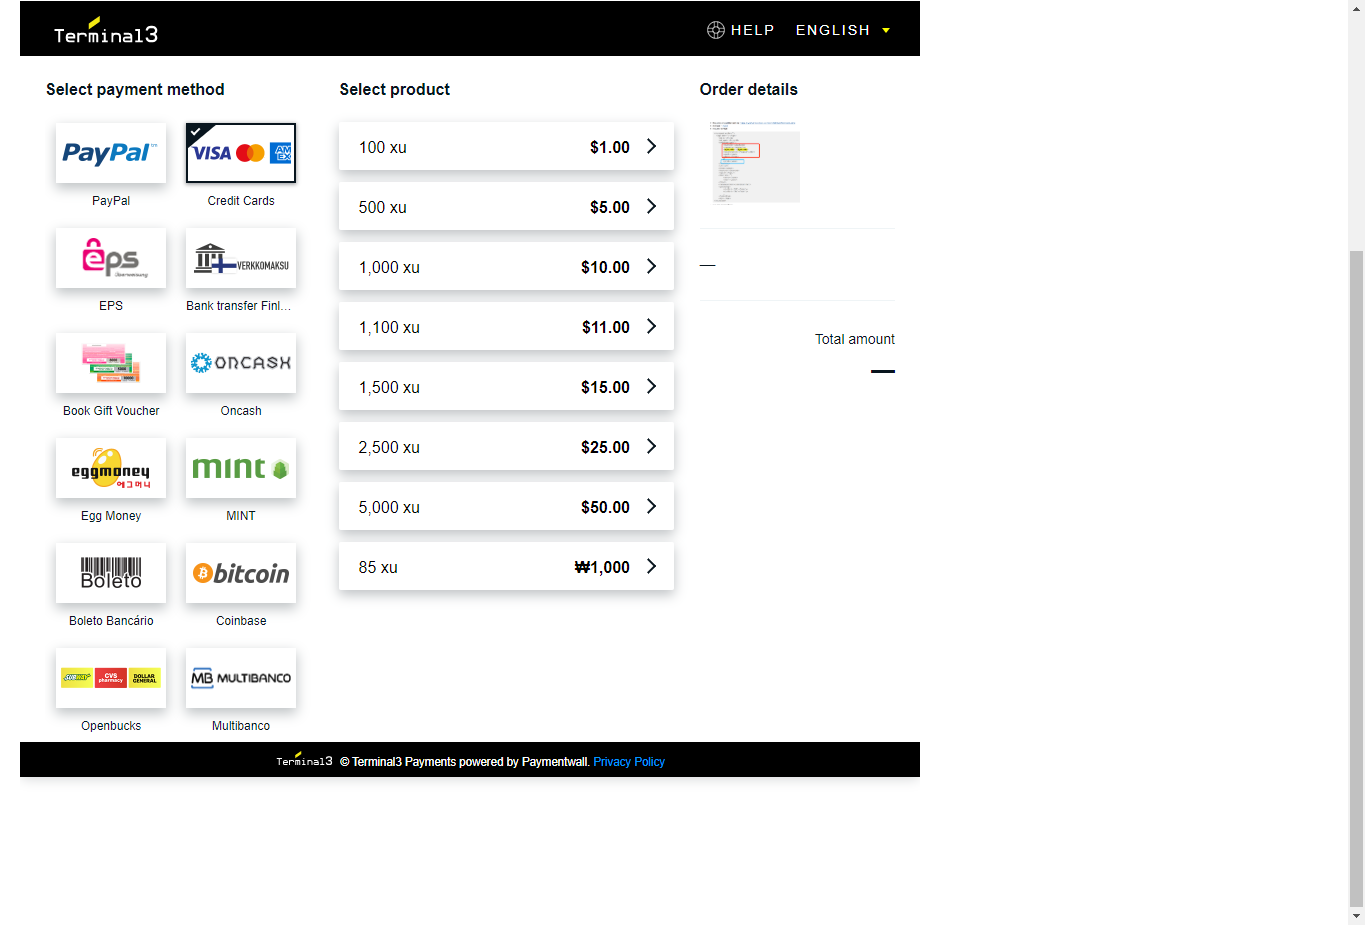 Terminal3
HELP
ENGLISH
Select payment method
PayPal™
PayPal
VISA
AM
EX
Credit Cards
eps
Überweisung
EPS
VERKKOMAKSU
Bank transfer Finl...
Book Gift Voucher
ONCASH
Oncash
eggmoney
에그머니
Egg Money
mint
MINT
Boleto
Boleto Bancário
bitcoin
Coinbase
SUBWAY
CVS
pharmacy
DOLLAR
GENERAL
Openbucks
MB MULTIBANCO
Multibanco
Select product
100 xu $1.00
500 xu $5.00
1,000 xu $10.00
1,100 xu $11.00
1,500 xu $15.00
2,500 xu $25.00
5,000 xu $50.00
85 xu ₩1,000
Order details
—
Total amount
—
Terminal3 © Terminal3 Payments powered by Paymentwall. Privacy Policy